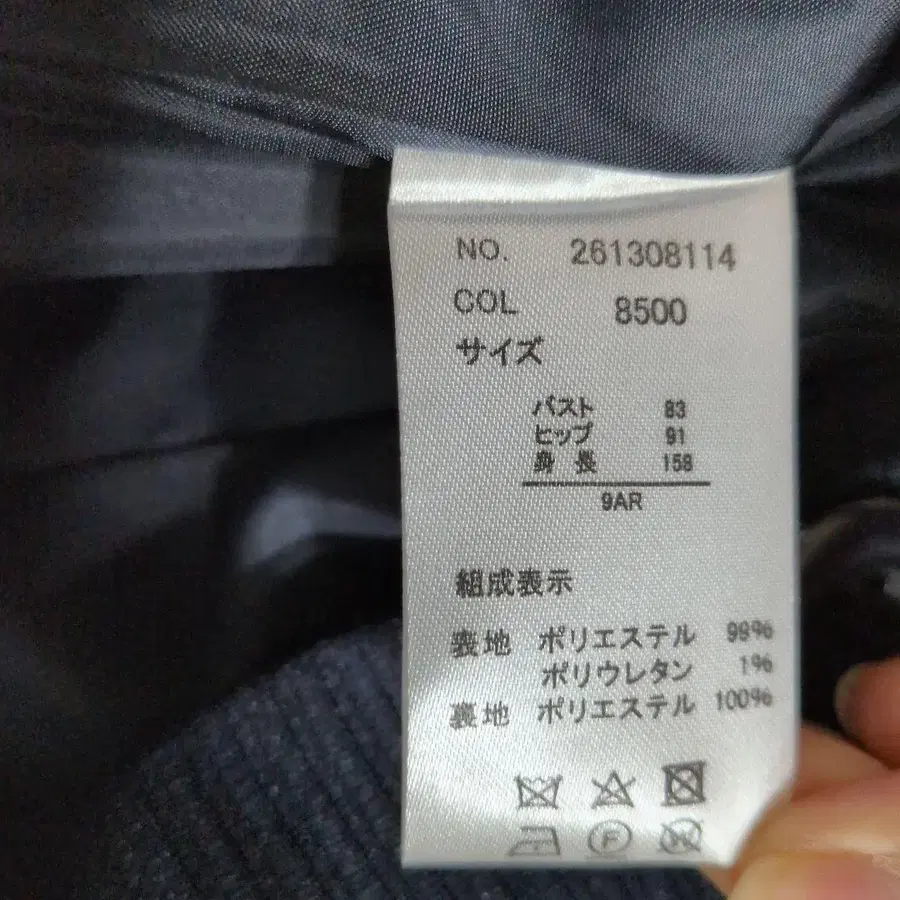 NO. 261308114
COL 8500
サイズ
バスト 83
ヒップ 91
身長 158
9AR
組成表示
表地 ポリエステル 99%
ポリウレタン 1%
裏地 ポリエステル 100%
F
W